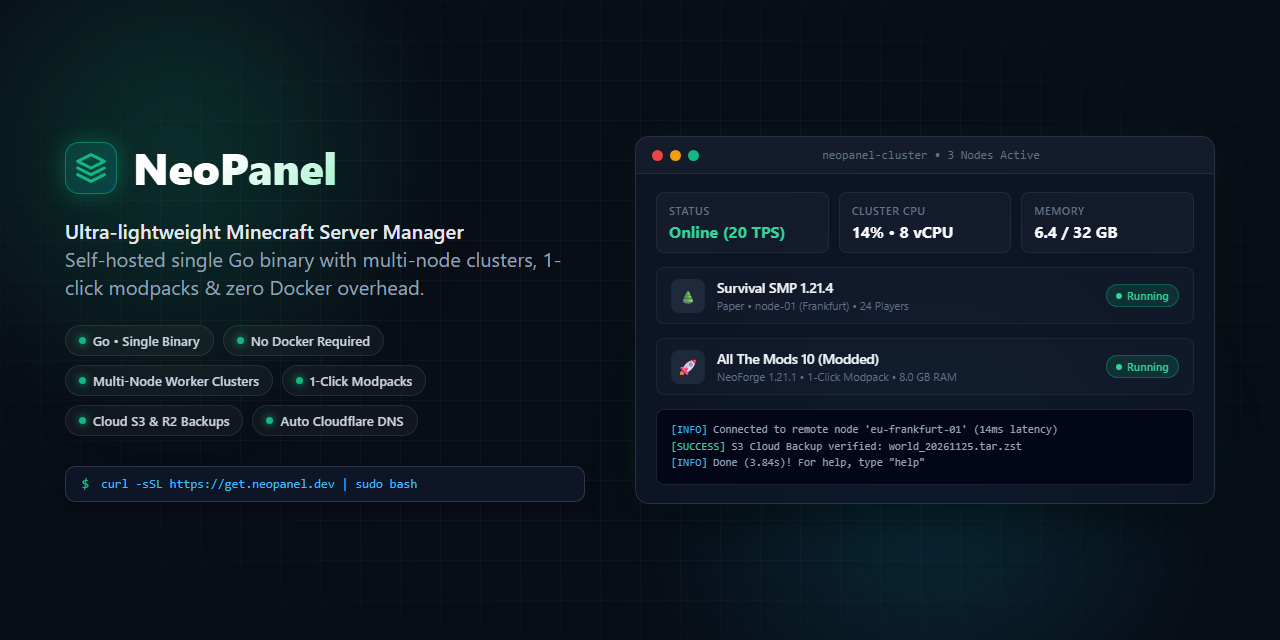 NeoPanel
Ultra-lightweight Minecraft Server Manager
Self-hosted single Go binary with multi-node clusters, 1-
click modpacks & zero Docker overhead.
Go • Single Binary
No Docker Required
Multi-Node Worker Clusters
1-Click Modpacks
Cloud S3 & R2 Backups
Auto Cloudflare DNS
$ curl -sSL https://get.neopanel.dev | sudo bash
neopanel-cluster • 3 Nodes Active
STATUS
Online (20 TPS)
CLUSTER CPU
14% • 8 vCPU
MEMORY
6.4 / 32 GB
Survival SMP 1.21.4
Paper • node-01 (Frankfurt) • 24 Players
Running
All The Mods 10 (Modded)
NeoForge 1.21.1 • 1-Click Modpack • 8.0 GB RAM
Running
[INFO] Connected to remote node 'eu-frankfurt-01' (14ms latency)
[SUCCESS] S3 Cloud Backup verified: world_20261125.tar.zst
[INFO] Done (3.84s)! For help, type "help"